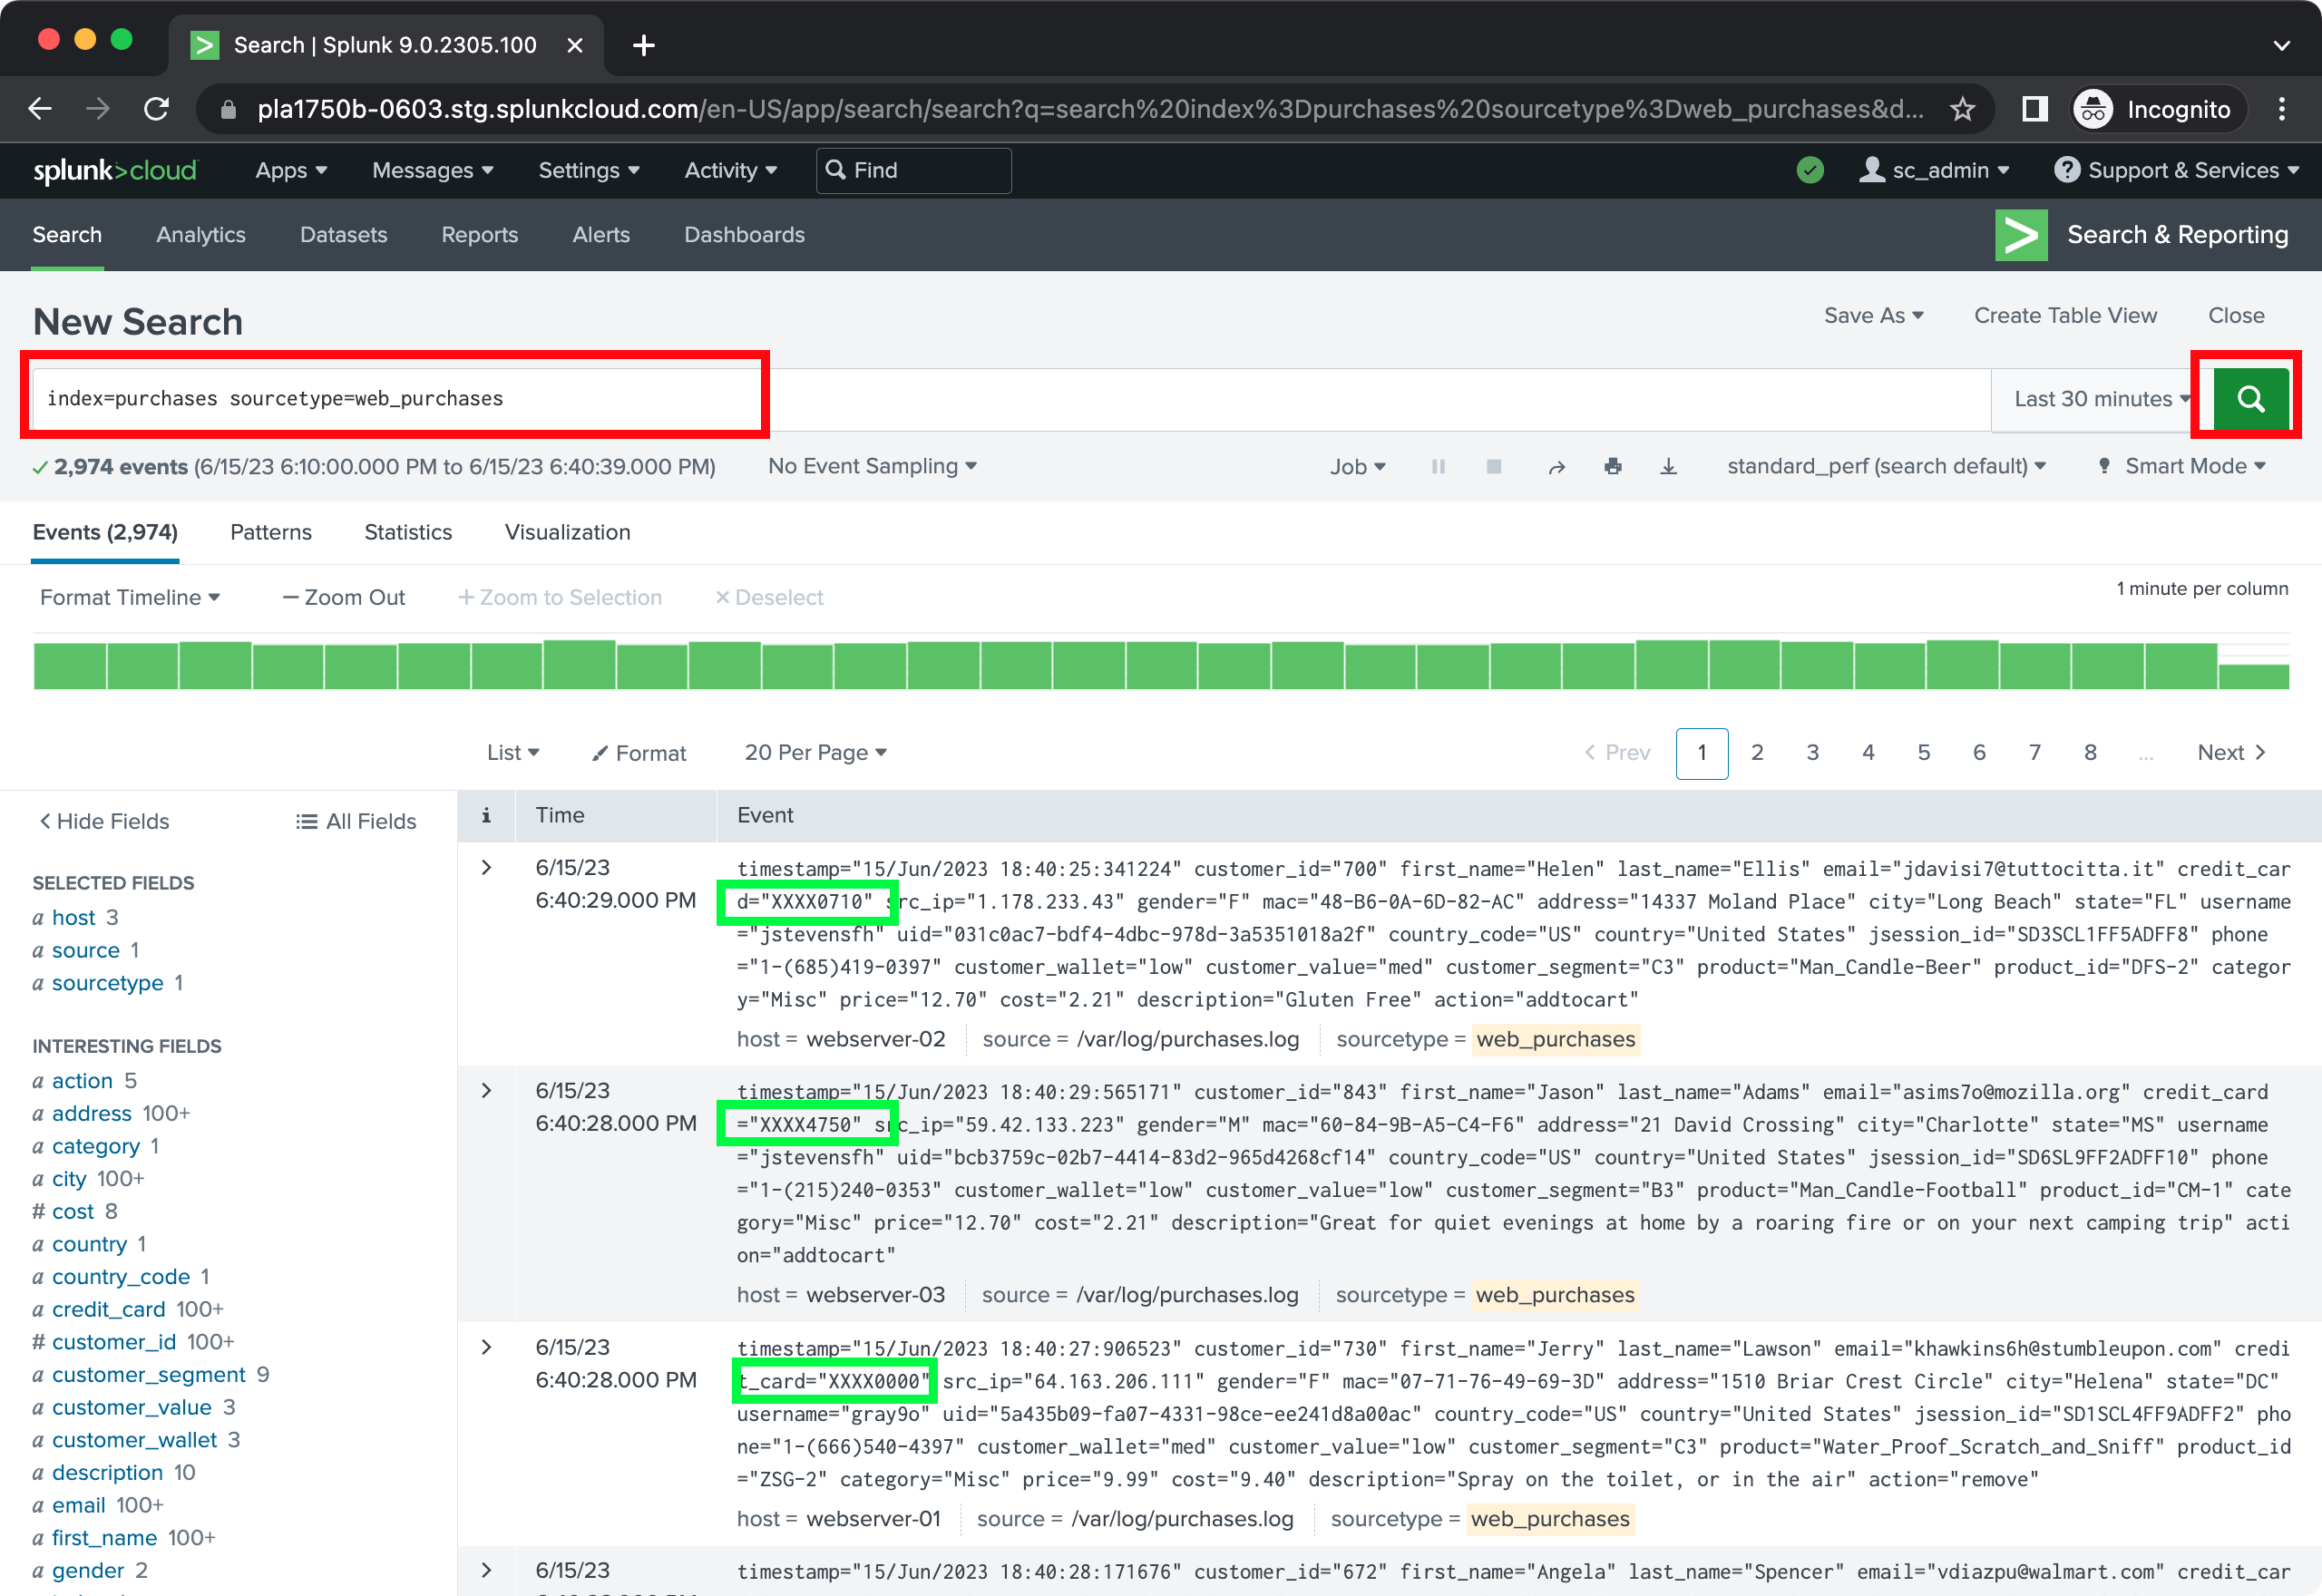 Search | Splunk 9.0.2305.100
pla1750b-0603.stg.splunkcloud.com/en-US/app/search/search?q=search%20index%3Dpurchases%20sourcetype%3Dweb_purchases&d...
Incognito
splunk>cloud Apps Messages Settings Activity Find sc_admin Support & Services
Search Analytics Datasets Reports Alerts Dashboards Search & Reporting
New Search
Save As Create Table View Close
index=purchases sourcetype=web_purchases
Last 30 minutes
2,974 events (6/15/23 6:10:00.000 PM to 6/15/23 6:40:39.000 PM) No Event Sampling Job standard_perf (search default) Smart Mode
Events (2,974) Patterns Statistics Visualization
Format Timeline — Zoom Out + Zoom to Selection × Deselect
1 minute per column
List Format 20 Per Page < Prev 1 2 3 4 5 6 7 8 ... Next >
< Hide Fields All Fields
SELECTED FIELDS
a host 3
a source 1
a sourcetype 1
INTERESTING FIELDS
a action 5
a address 100+
a category 1
a city 100+
# cost 8
a country 1
a country_code 1
a credit_card 100+
# customer_id 100+
a customer_segment 9
a customer_value 3
a customer_wallet 3
a description 10
a email 100+
a first_name 100+
a gender 2
i Time Event
6/15/23
6:40:29.000 PM
timestamp="15/Jun/2023 18:40:25:341224" customer_id="700" first_name="Helen" last_name="Ellis" email="jdavisi7@tuttocitta.it" credit_car
d="XXXX0710" src_ip="1.178.233.43" gender="F" mac="48-B6-0A-6D-82-AC" address="14337 Moland Place" city="Long Beach" state="FL" username
="jstevensfh" uid="031c0ac7-bdf4-4dbc-978d-3a5351018a2f" country_code="US" country="United States" jsession_id="SD3SCL1FF5ADFF8" phone
="1-(685)419-0397" customer_wallet="low" customer_value="med" customer_segment="C3" product="Man_Candle-Beer" product_id="DFS-2" categor
y="Misc" price="12.70" cost="2.21" description="Gluten Free" action="addtocart"
host = webserver-02 source = /var/log/purchases.log sourcetype = web_purchases
6/15/23
6:40:28.000 PM
timestamp="15/Jun/2023 18:40:29:565171" customer_id="843" first_name="Jason" last_name="Adams" email="asims7o@mozilla.org" credit_card
="XXXX4750" src_ip="59.42.133.223" gender="M" mac="60-84-9B-A5-C4-F6" address="21 David Crossing" city="Charlotte" state="MS" username
="jstevensfh" uid="bcb3759c-02b7-4414-83d2-965d4268cf14" country_code="US" country="United States" jsession_id="SD6SL9FF2ADFF10" phone
="1-(215)240-0353" customer_wallet="low" customer_value="low" customer_segment="B3" product="Man_Candle-Football" product_id="CM-1" cate
gory="Misc" price="12.70" cost="2.21" description="Great for quiet evenings at home by a roaring fire or on your next camping trip" acti
on="addtocart"
host = webserver-03 source = /var/log/purchases.log sourcetype = web_purchases
6/15/23
6:40:28.000 PM
timestamp="15/Jun/2023 18:40:27:906523" customer_id="730" first_name="Jerry" last_name="Lawson" email="khawkins6h@stumbleupon.com" credi
t_card="XXXX0000" src_ip="64.163.206.111" gender="F" mac="07-71-76-49-69-3D" address="1510 Briar Crest Circle" city="Helena" state="DC"
username="gray9o" uid="5a435b09-fa07-4331-98ce-ee241d8a00ac" country_code="US" country="United States" jsession_id="SD1SCL4FF9ADFF2" pho
ne="1-(666)540-4397" customer_wallet="med" customer_value="low" customer_segment="C3" product="Water_Proof_Scratch_and_Sniff" product_id
="ZSG-2" category="Misc" price="9.99" cost="9.40" description="Spray on the toilet, or in the air" action="remove"
host = webserver-01 source = /var/log/purchases.log sourcetype = web_purchases
6/15/23
timestamp="15/Jun/2023 18:40:28:171676" customer_id="672" first_name="Angela" last_name="Spencer" email="vdiazpu@walmart.com" credit_car